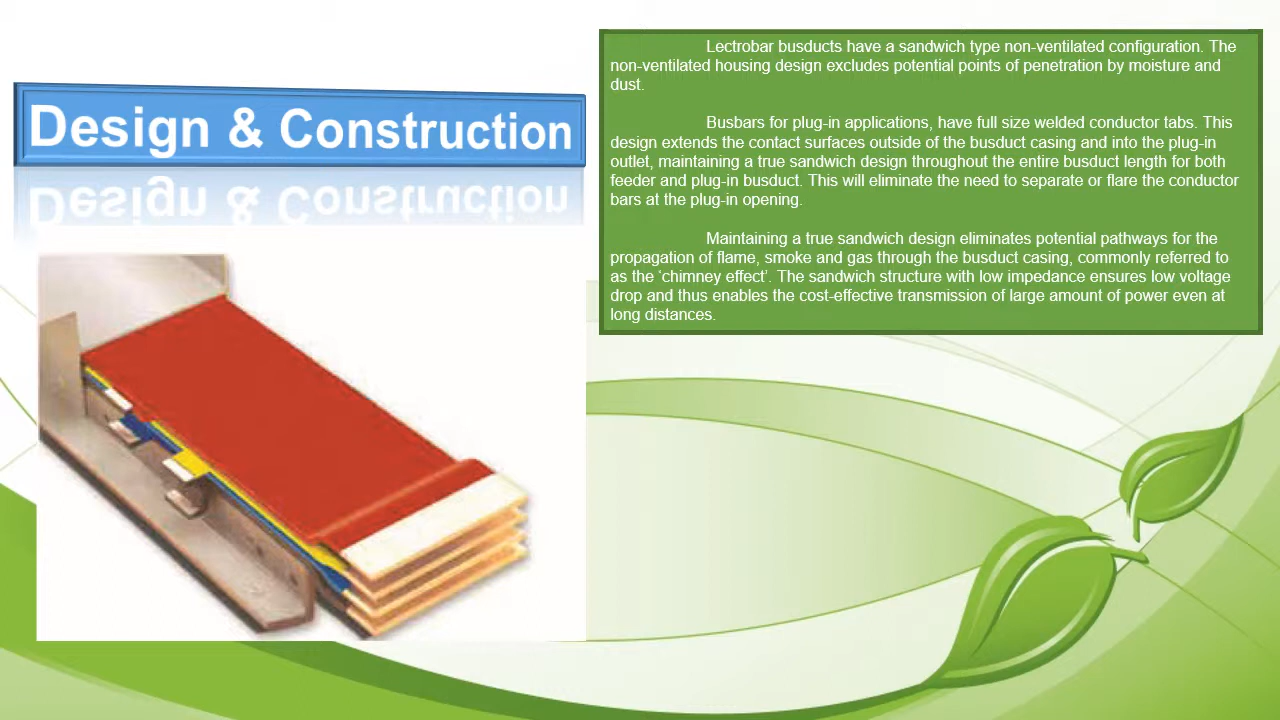 Design & Construction
Lectrobar busducts have a sandwich type non-ventilated configuration. The
non-ventilated housing design excludes potential points of penetration by moisture and
dust.
Busbars for plug-in applications, have full size welded conductor tabs. This
design extends the contact surfaces outside of the busduct casing and into the plug-in
outlet, maintaining a true sandwich design throughout the entire busduct length for both
feeder and plug-in busduct. This will eliminate the need to separate or flare the conductor
bars at the plug-in opening.
Maintaining a true sandwich design eliminates potential pathways for the
propagation of flame, smoke and gas through the busduct casing, commonly referred to
as the ‘chimney effect’. The sandwich structure with low impedance ensures low voltage
drop and thus enables the cost-effective transmission of large amount of power even at
long distances.